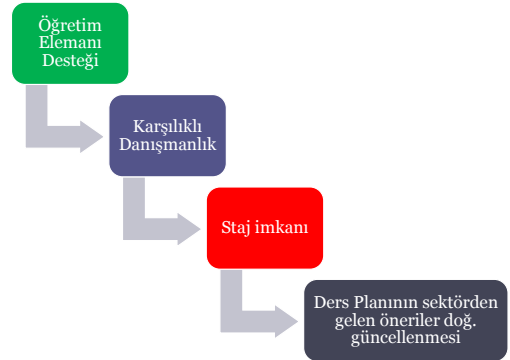 Öğretim
Elemanı
Desteği
Karşılıklı
Danışmanlık
Staj imkanı
Ders Planının sektörden
gelen öneriler doğ.
güncellenmesi